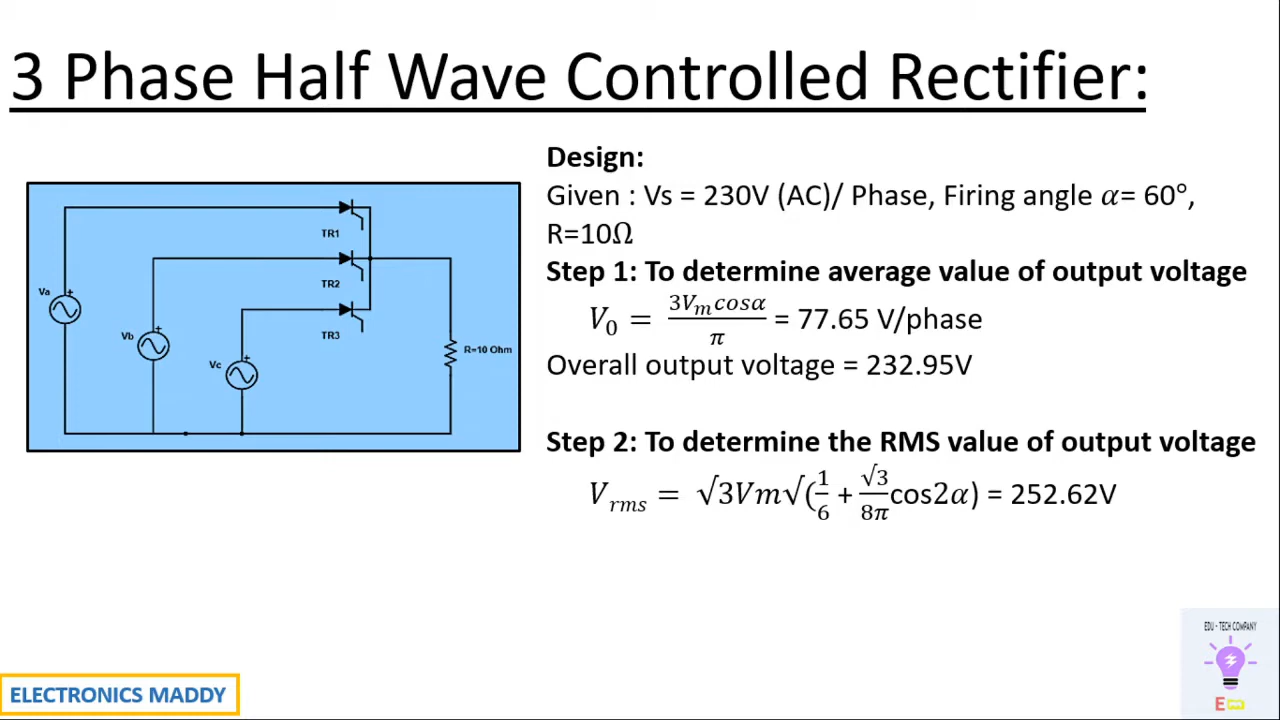 3 Phase Half Wave Controlled Rectifier:
Design:
Given : Vs = 230V (AC)/ Phase, Firing angle α= 60°,
R=10Ω
Step 1: To determine average value of output voltage
V₀ = 3Vₘcosα/π = 77.65 V/phase
Overall output voltage = 232.95V
Step 2: To determine the RMS value of output voltage
Vᵣₘₛ = √3Vm√(1/6 + √3/8π cos2α) = 252.62V
TR1
TR2
TR3
Va
+
Vb
+
Vc
+
R=10 Ohm
ELECTRONICS MADDY
EDU - TECH COMPANY
E